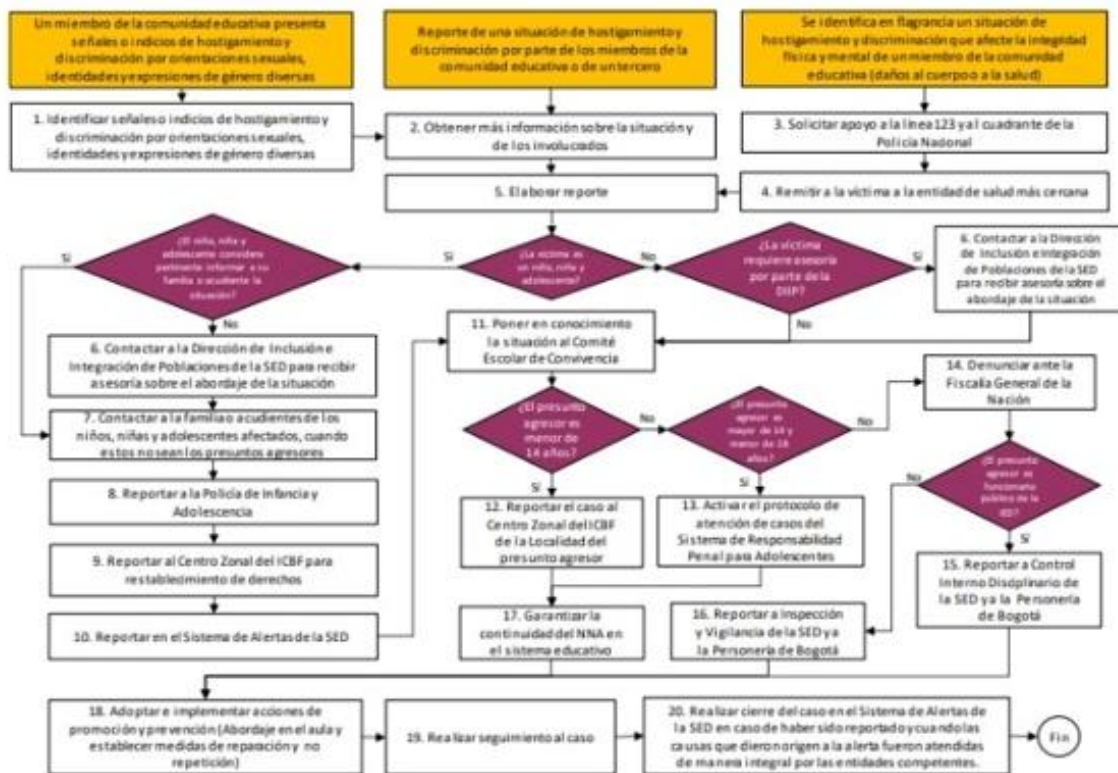 Un miembro de la comunidad educativa presenta
señales o indicios de hostigamiento y
discriminación por orientaciones sexuales,
identidades y expresiones de género diversas
Reporte de una situación de hostigamiento y
discriminación por parte de los miembros de la
comunidad educativa o de un tercero
Se identifica en flagrancia un situación de
hostigamiento y discriminación que afecte la integridad
física y mental de un miembro de la comunidad
educativa (daños al cuerpo o a la salud)
1. Identificar señales o indicios de hostigamiento y
discriminación por orientaciones sexuales,
identidades y expresiones de género diversas
2. Obtener más información sobre la situación y
de los involucrados
3. Solicitar apoyo a la línea 123 y al cuadrante de la
Policía Nacional
5. Elaborar reporte
4. Remitir a la víctima a la entidad de salud más cercana
¿El niño, niña y
adolescente considera
pertinente informar a su
familia o acudiente la
situación?
Sí
No
¿La víctima es
un niño, niña y
adolescente?
Sí
No
¿La víctima
requiere asesoría
por parte de la
DIIP?
Sí
No
6. Contactar a la Dirección
de Inclusión e Integración
de Poblaciones de la SED
para recibir asesoría sobre el
abordaje de la situación
6. Contactar a la Dirección de Inclusión e
Integración de Poblaciones de la SED para recibir
asesoría sobre el abordaje de la situación
11. Poner en conocimiento
la situación al Comité
Escolar de Convivencia
14. Denunciar ante la
Fiscalía General de la
Nación
7. Contactar a la familia o acudientes de los
niños, niñas y adolescentes afectados, cuando
estos no sean los presuntos agresores
¿El presunto
agresor es
menor de
14 años?
No
Sí
¿El presunto
agresor es
mayor de 14 y
menor de 18
años?
No
Sí
¿El presunto
agresor es
funcionario
público de la
SED?
No
Sí
8. Reportar a la Policía de Infancia y
Adolescencia
12. Reportar el caso al
Centro Zonal del ICBF
de la Localidad del
presunto agresor
13. Activar el protocolo de
atención de casos del
Sistema de Responsabilidad
Penal para Adolescentes
9. Reportar al Centro Zonal del ICBF para
restablecimiento de derechos
15. Reportar a Control
Interno Disciplinario de
la SED y a la Personería
de Bogotá
10. Reportar en el Sistema de Alertas de la SED
17. Garantizar la
continuidad del NNA en
el sistema educativo
16. Reportar a Inspección
y Vigilancia de la SED y a
la Personería de Bogotá
18. Adoptar e implementar acciones de
promoción y prevención (Abordaje en el aula y
establecer medidas de reparación y no
repetición)
19. Realizar seguimiento al caso
20. Realizar cierre del caso en el Sistema de Alertas de
la SED en caso de haber sido reportado y cuando las
causas que dieron origen a la alerta fueron atendidas
de manera integral por las entidades competentes.
Fin